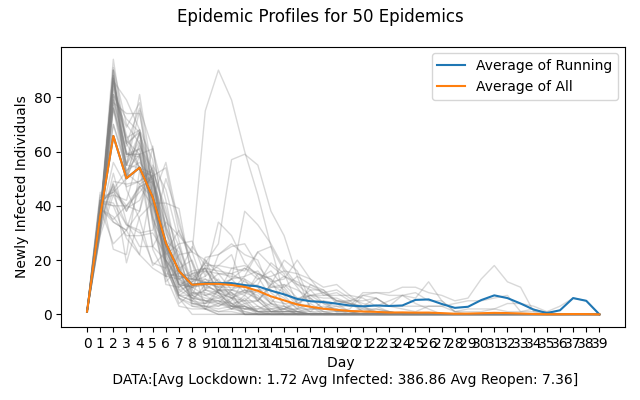 Epidemic Profiles for 50 Epidemics
Average of Running
Average of All
Newly Infected Individuals
80
60
40
20
0
0 1 2 3 4 5 6 7 8 9 10 11 12 13 14 15 16 17 18 19 20 21 22 23 24 25 26 27 28 29 30 31 32 33 34 35 36 37 38 39
Day
DATA:[Avg Lockdown: 1.72 Avg Infected: 386.86 Avg Reopen: 7.36]